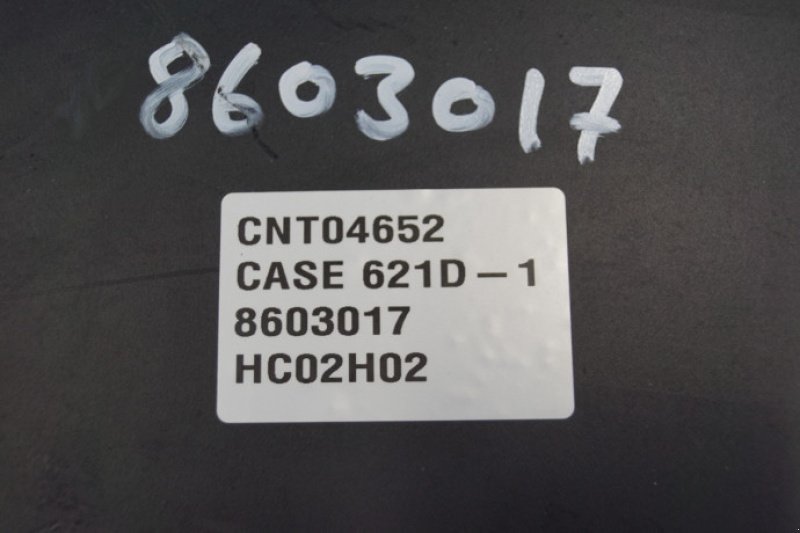 8603017
CNT04652
CASE 621D – 1
8603017
HC02H02